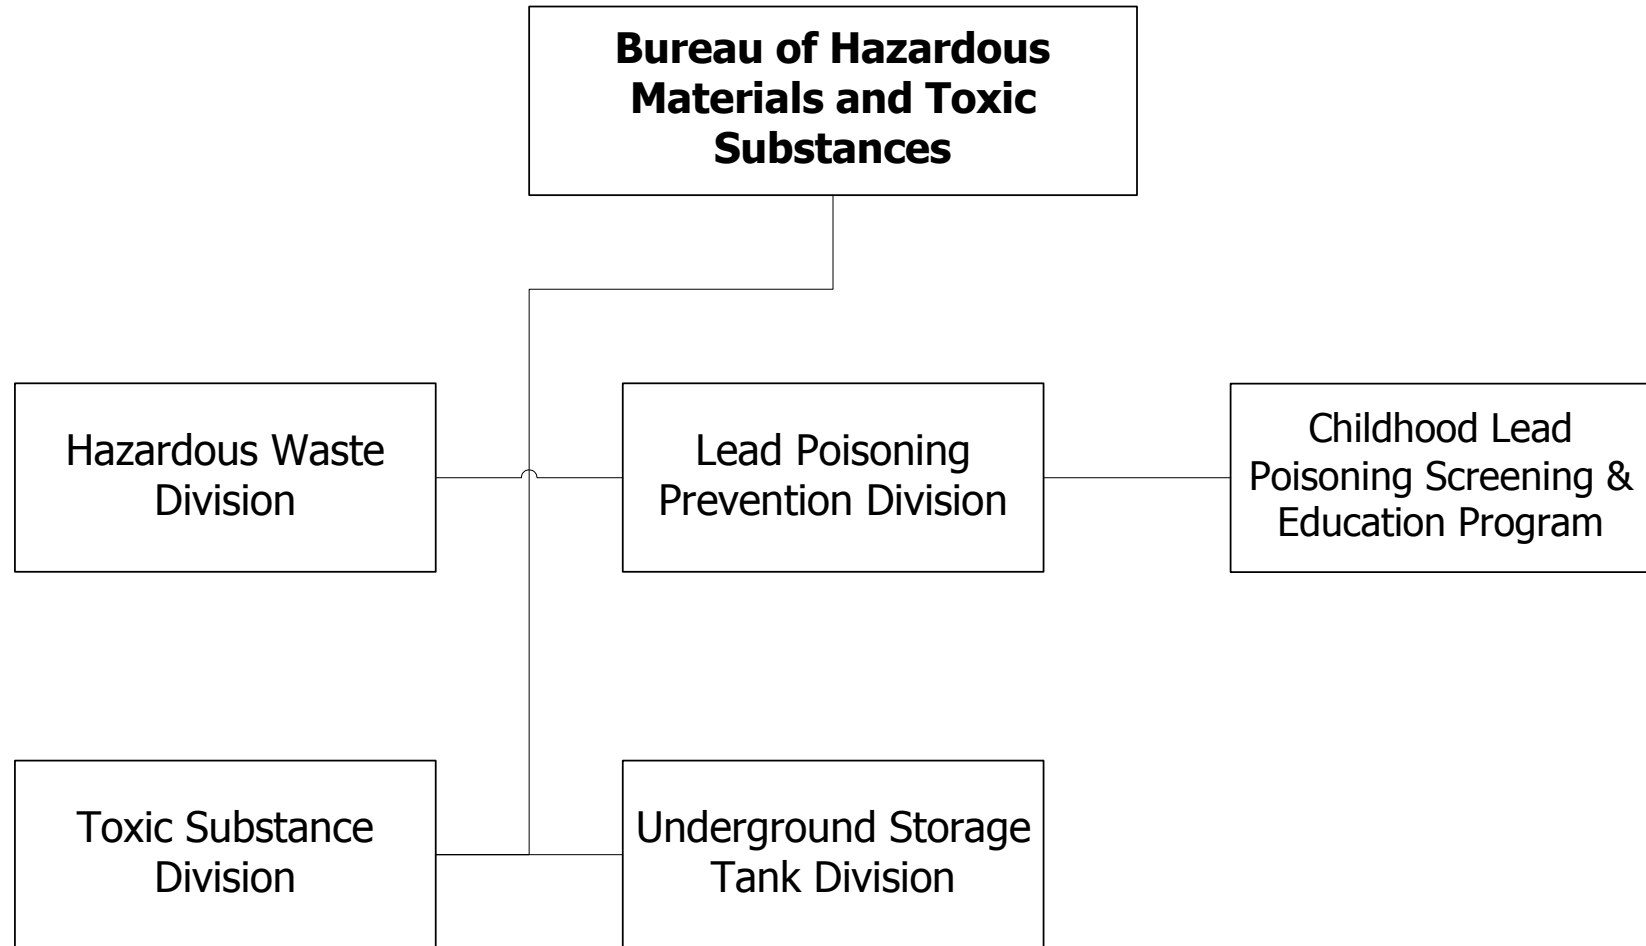 Bureau of Hazardous
Materials and Toxic
Substances
Hazardous Waste
Division
Lead Poisoning
Prevention Division
Childhood Lead
Poisoning Screening &
Education Program
Toxic Substance
Division
Underground Storage
Tank Division